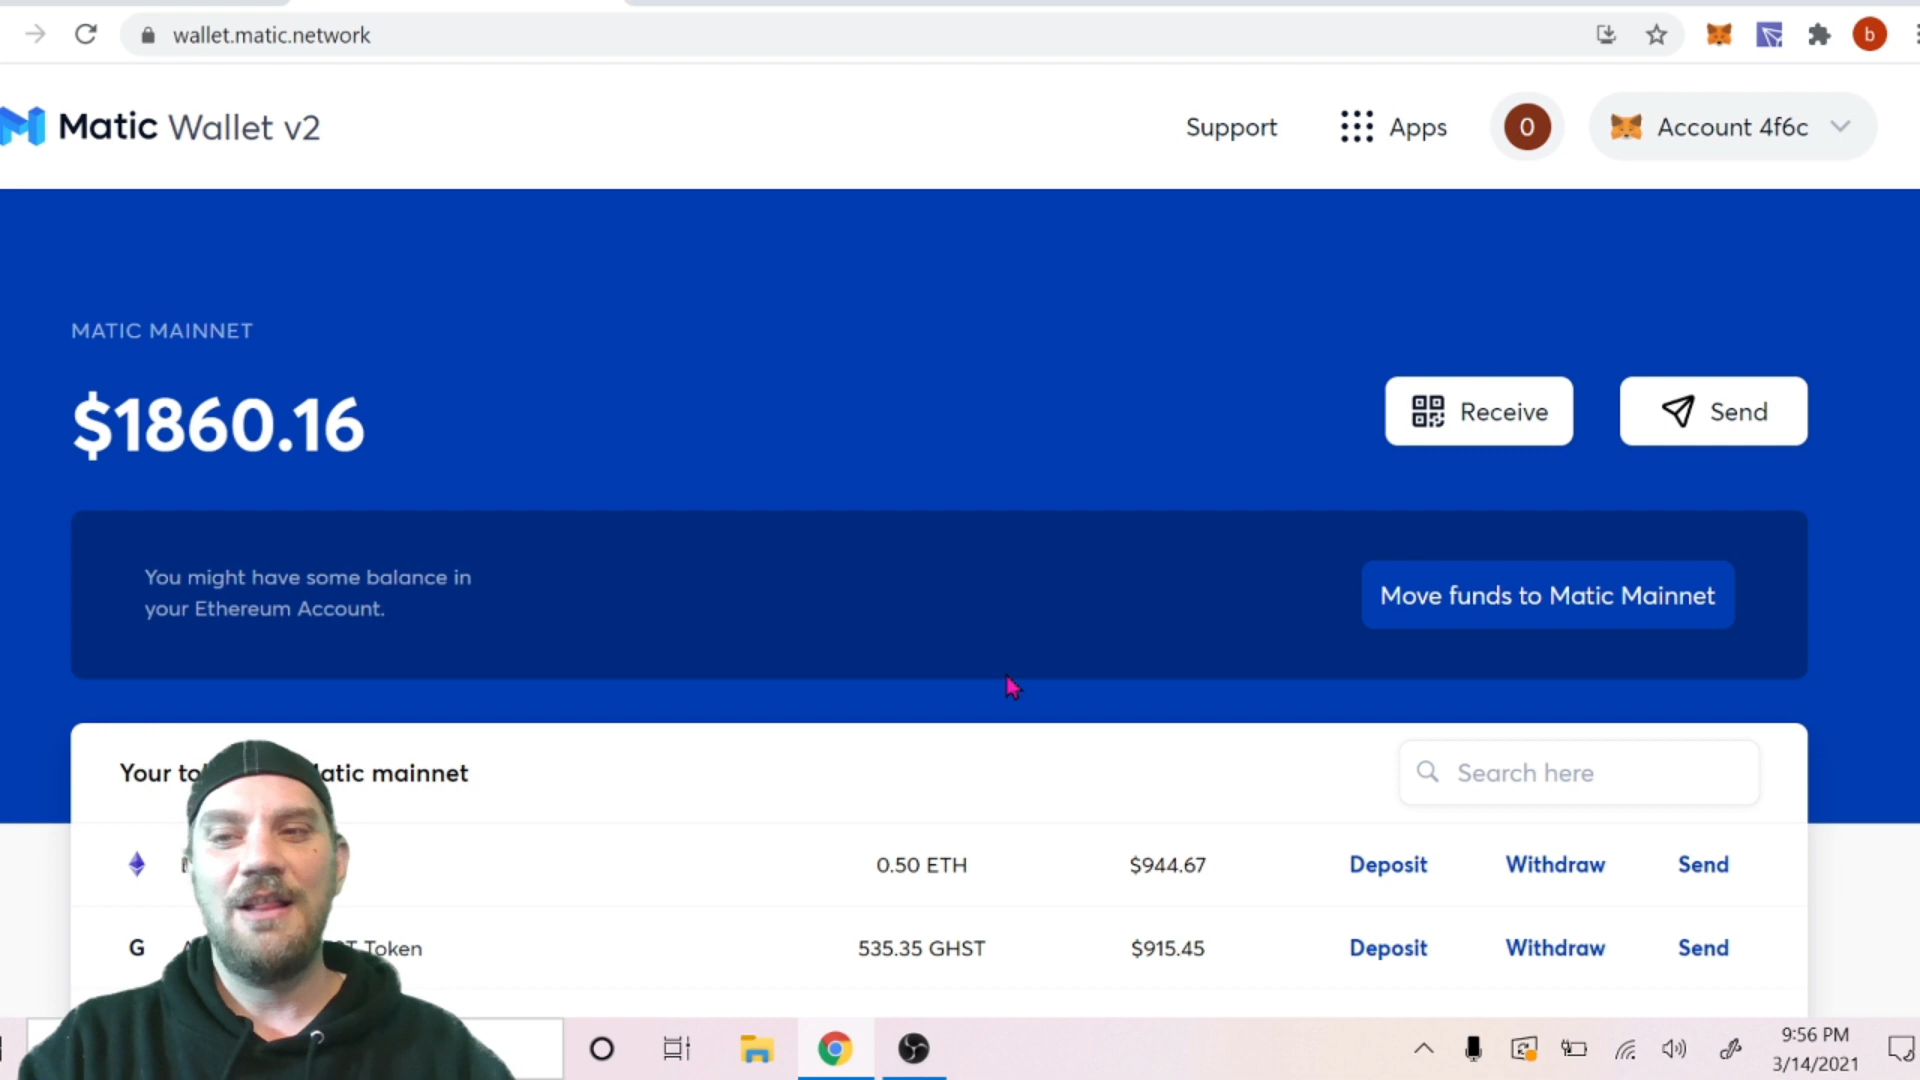 wallet.matic.network
b
Matic Wallet v2
Support
Apps
0
Account 4f6c
MATIC MAINNET
$1860.16
Receive
Send
You might have some balance in
your Ethereum Account.
Move funds to Matic Mainnet
Your mainnet
Search here
0.50 ETH $944.67 Deposit Withdraw Send
G Token 535.35 GHST $915.45 Deposit Withdraw Send
9:56 PM
3/14/2021